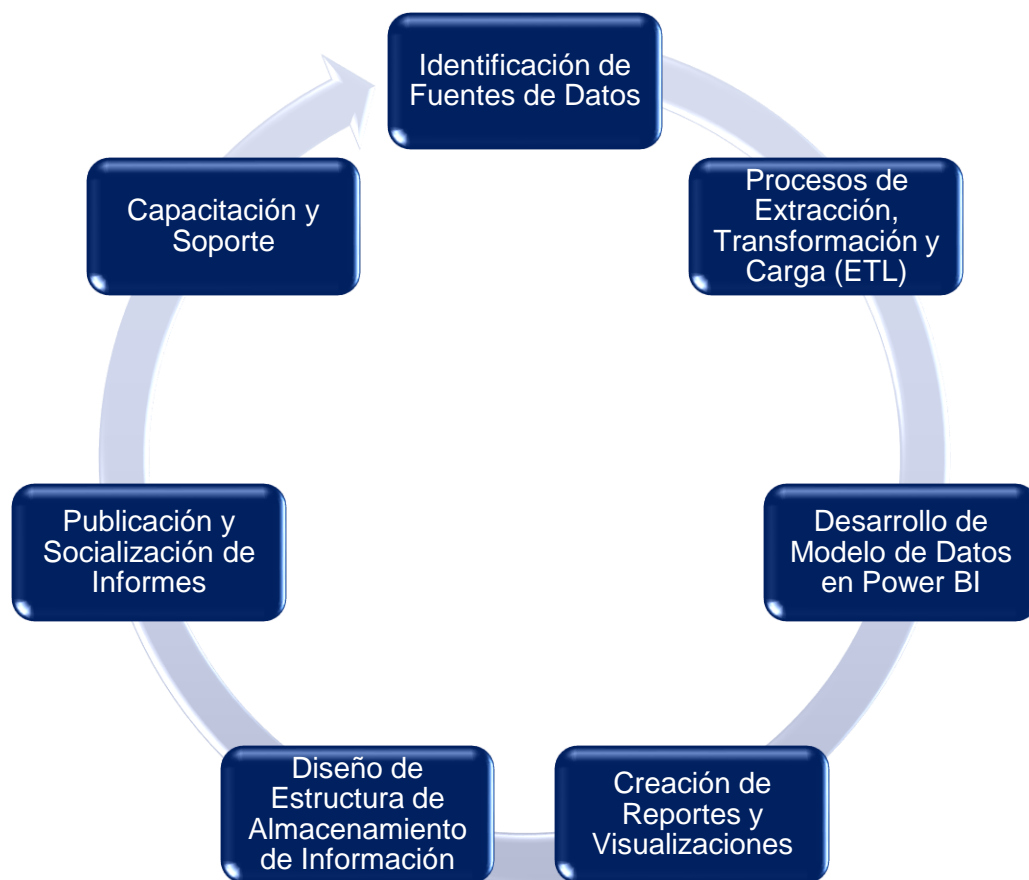 Identificación de
Fuentes de Datos
Procesos de
Extracción,
Transformación y
Carga (ETL)
Desarrollo de
Modelo de Datos
en Power BI
Creación de
Reportes y
Visualizaciones
Diseño de
Estructura de
Almacenamiento
de Información
Publicación y
Socialización de
Informes
Capacitación y
Soporte